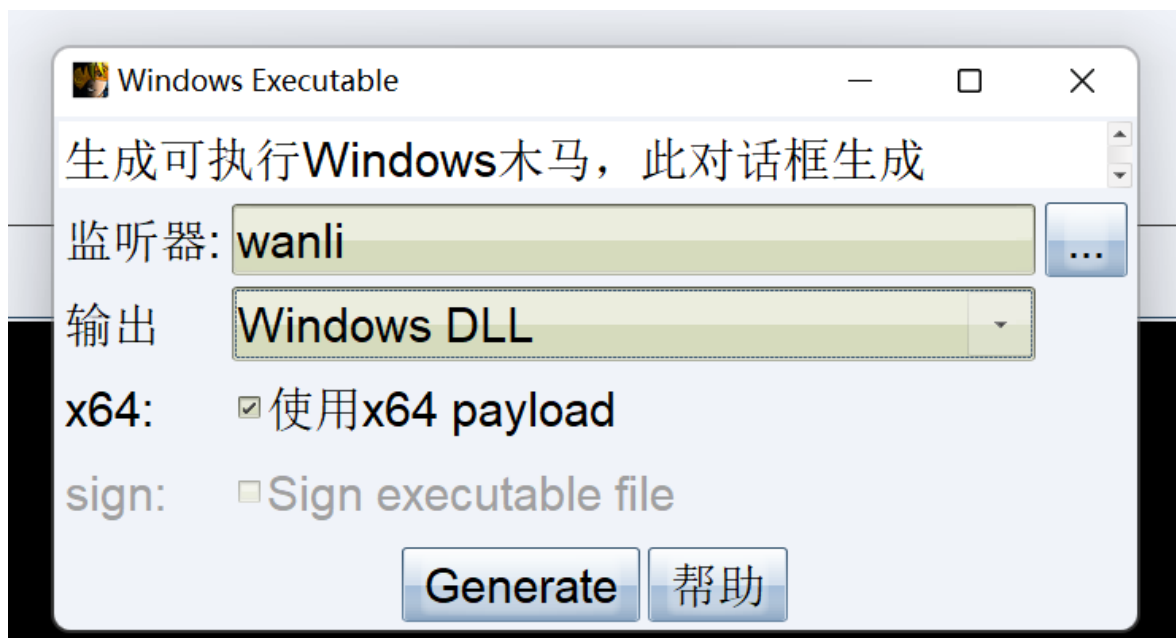 Windows Executable
生成可执行Windows木马，此对话框生成
监听器: wanli ...
输出 Windows DLL
x64: 使用x64 payload
sign: Sign executable file
Generate 帮助